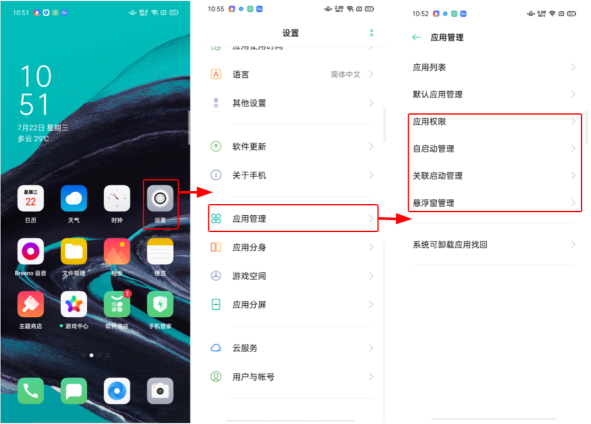 10:51
10
51
7月22日 星期三
多云 29℃
星期三
22
日历
天气
时钟
设置
Breeno 语音
文件管理
相册
便签
主题商店
游戏中心
1
软件商店
手机管家
10:55
设置
应用使用时间
语言
简体中文
其他设置
软件更新
关于手机
应用管理
应用分身
游戏空间
应用分屏
云服务
用户与帐号
10:52
应用管理
应用列表
默认应用管理
应用权限
自启动管理
关联启动管理
悬浮窗管理
系统可卸载应用找回